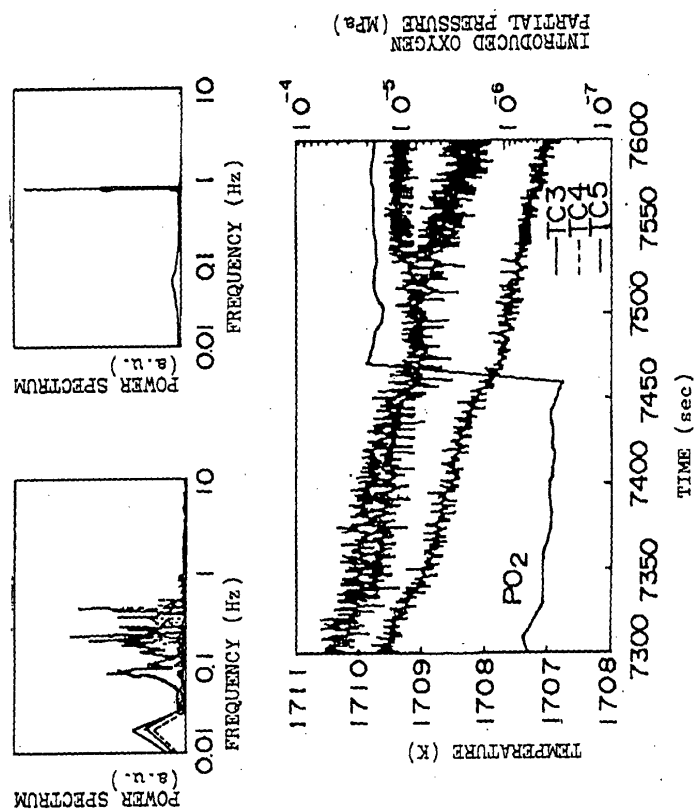 POWER SPECTRUM
(a.u.)
0.01
0.1
1
10
FREQUENCY (Hz)
POWER SPECTRUM
(a.u.)
0.01
0.1
1
10
FREQUENCY (Hz)
TEMPERATURE (K)
1711
1710
1709
1708
1707
1708
INTRODUCED OXYGEN
PARTIAL PRESSURE (MPa)
10⁻⁴
10⁻⁵
10⁻⁶
10⁻⁷
PO₂
TC3
TC4
TC5
7300
7350
7400
7450
7500
7550
7600
TIME (sec)